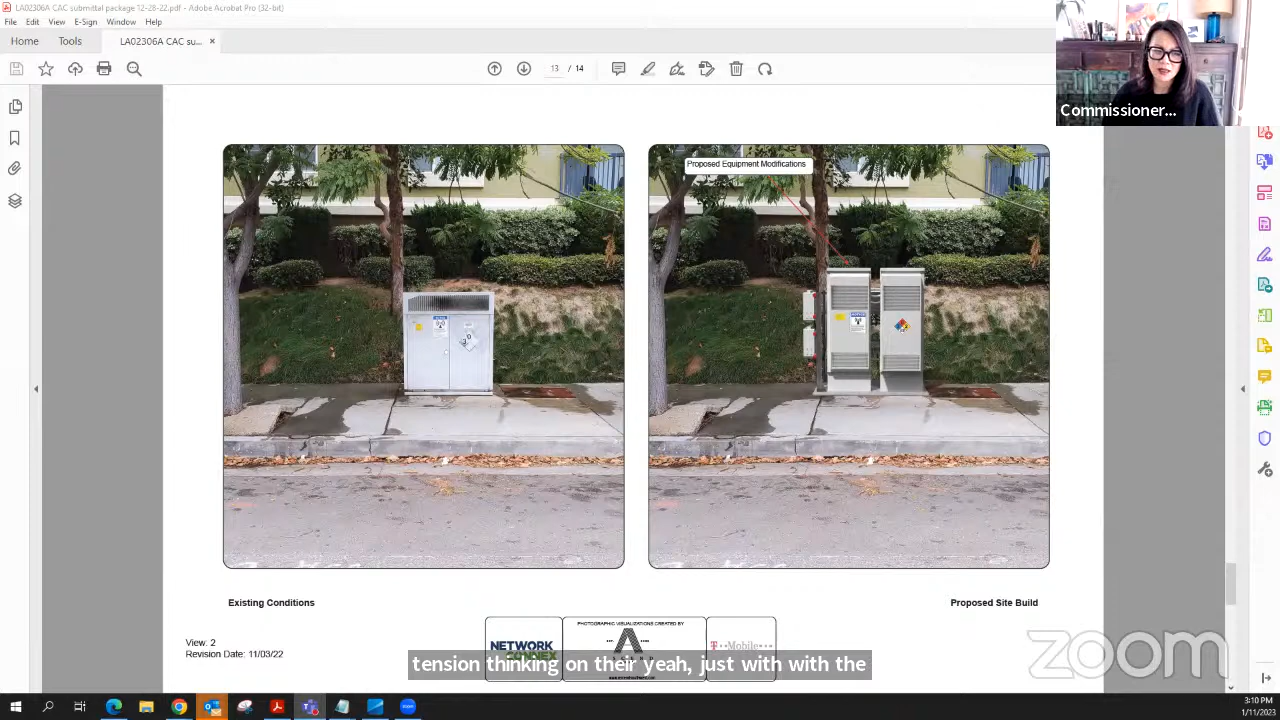 LA02306A CAC submittal package 12-28-22.pdf - Adobe Acrobat Pro (32-bit)
File Edit View E-Sign Window Help
Home Tools LA02306A CAC su... ×
13 / 14
Commissioner...
Proposed Equipment Modifications
Existing Conditions
Proposed Site Build
View: 2
Revision Date: 11/03/22
PHOTOGRAPHIC VISUALIZATIONS CREATED BY
NETWORK
T Mobile
tension thinking on their yeah, just with with the
zoom
zoom
3:10 PM
1/11/2023